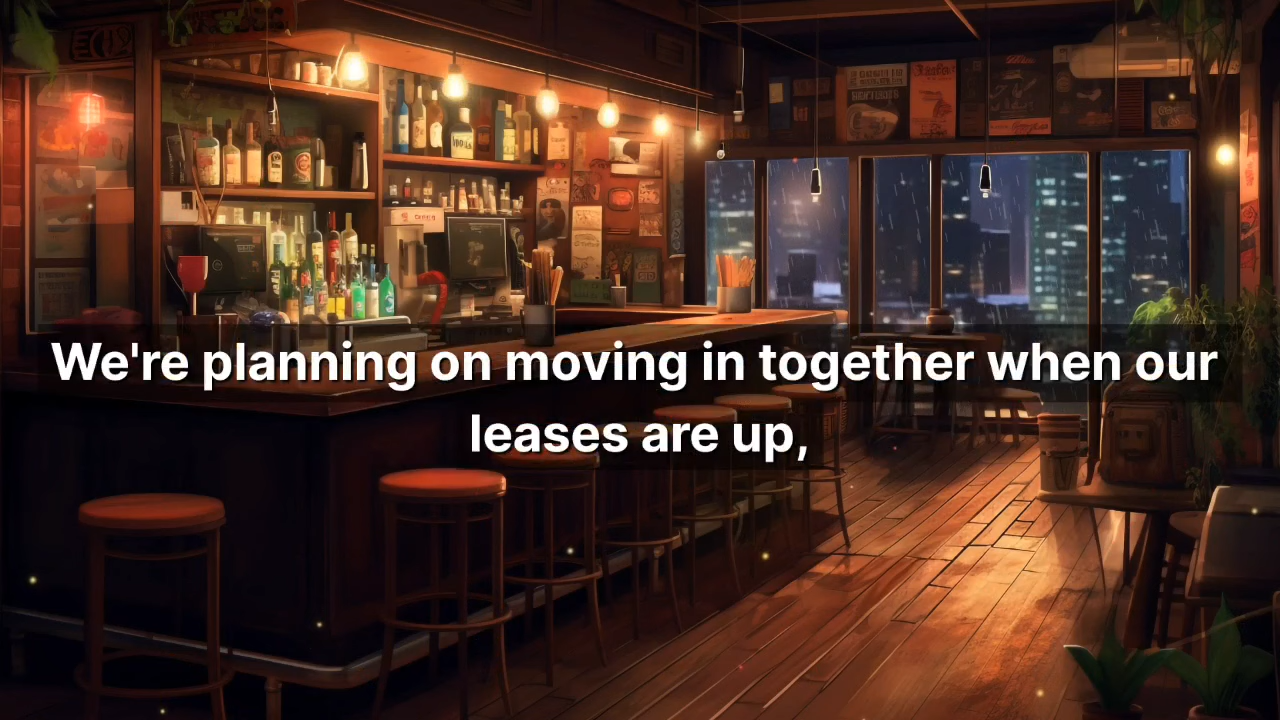 We're planning on moving in together when our
leases are up,